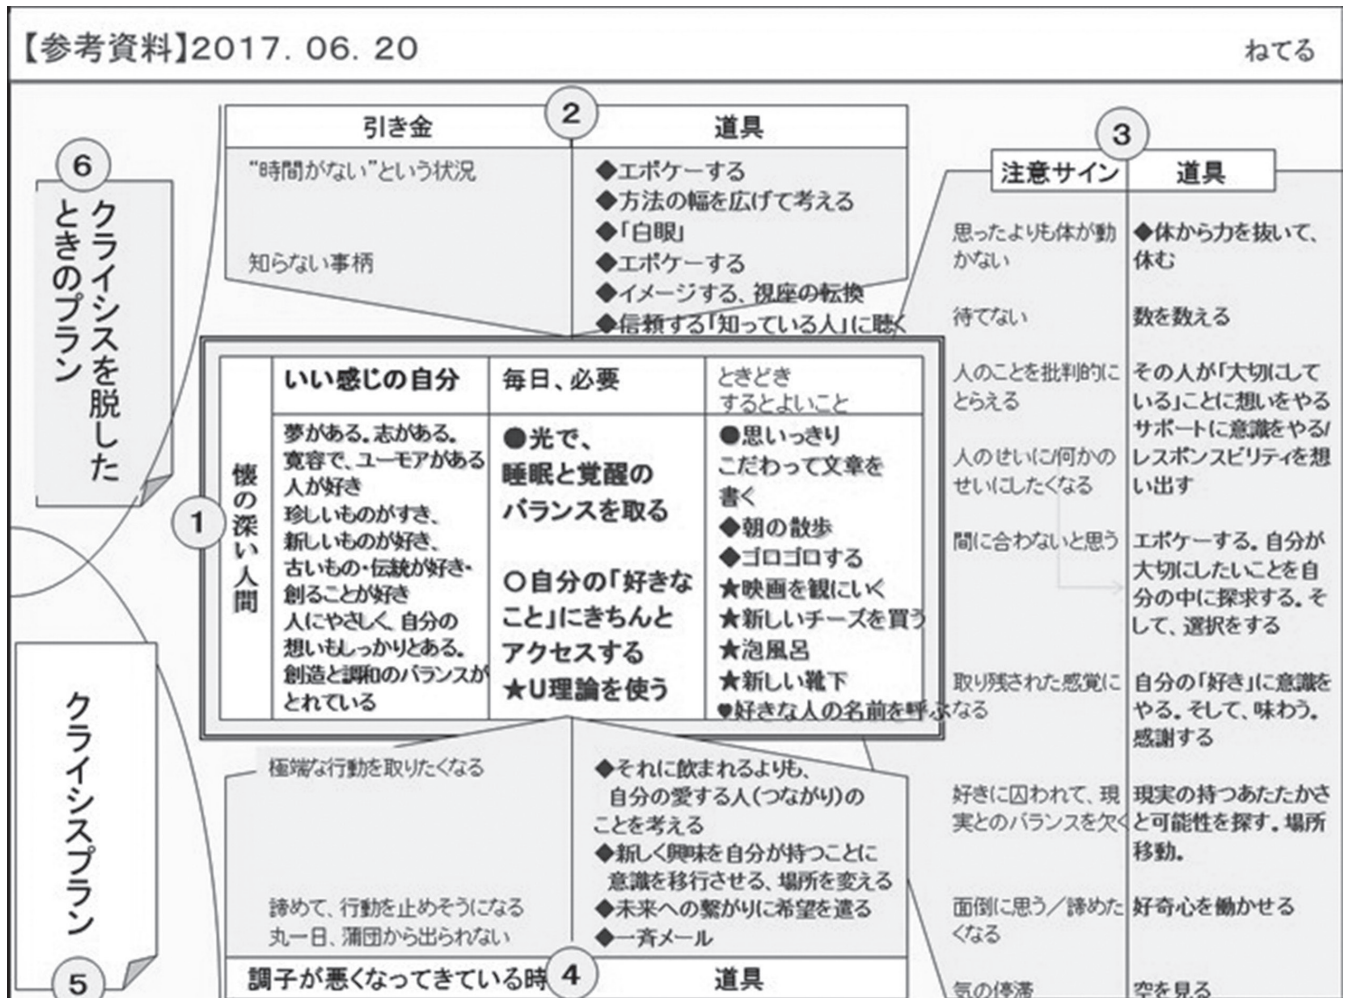 【参考資料】2017. 06. 20
ねてる
6
クライシスを脱した
ときのプラン
2
引き金
道具
“時間がない”という状況
◆エポケーする
◆方法の幅を広げて考える
◆「白眼」
知らない事柄
◆エポケーする
◆イメージする、視座の転換
◆信頼する「知っている人」に聴く
1
懐の深い人間
いい感じの自分
夢がある。志がある。
寛容で、ユーモアがある
人が好き
珍しいものがすき、
新しいものが好き、
古いもの・伝統が好き・
創ることが好き
人にやさしく、自分の
想いもしっかりとある。
創造と調和のバランスが
とれている
毎日、必要
●光で、
睡眠と覚醒の
バランスを取る
○自分の「好きな
こと」にきちんと
アクセスする
★U理論を使う
ときどき
するとよいこと
●思いっきり
こだわって文章を
書く
◆朝の散歩
◆ゴロゴロする
★映画を観にいく
★新しいチーズを買う
★泡風呂
★新しい靴下
♥好きな人の名前を呼ぶ
3
注意サイン
道具
思ったよりも体が動
かない
◆体から力を抜いて、
休む
待てない
数を数える
人のことを批判的に
とらえる
その人が「大切にして
いる」ことに想いをやる
サポートに意識をやる/
人のせいに/何かの
せいにしたくなる
レスポンスビリティを想
い出す
間に合わないと思う
エポケーする。自分が
大切にしたいことを自
分の中に探求する。そ
して、選択をする
取り残された感覚に
なる
自分の「好き」に意識を
やる。そして、味わう。
感謝する
好きに囚われて、現
実とのバランスを欠く
現実の持つあたたかさ
と可能性を探す。場所
移動。
面倒に思う／諦めた
くなる
好奇心を働かせる
気の停滞
空を見る
極端な行動を取りたくなる
◆それに飲まれるよりも、
自分の愛する人(つながり)の
ことを考える
◆新しく興味を自分が持つことに
意識を移行させる、場所を変える
諦めて、行動を止めそうになる
◆未来への繋がりに希望を遣る
丸一日、蒲団から出られない
◆一斉メール
調子が悪くなってきている時
4
道具
クライシスプラン
5